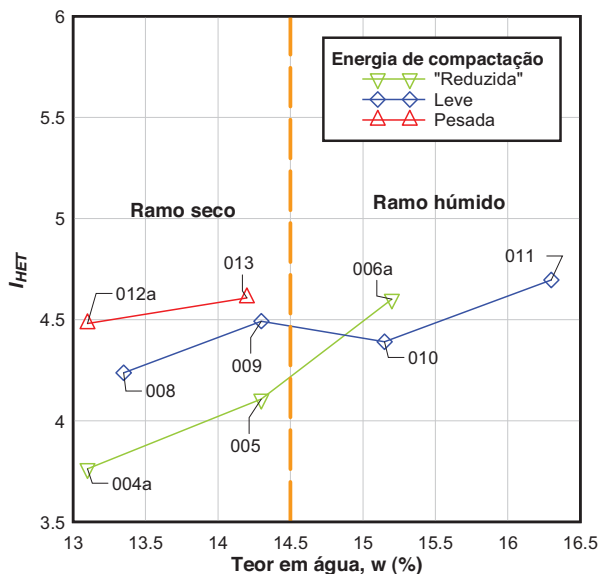 6
5.5
5
4.5
4
3.5
I_HET
Energia de compactação
"Reduzida"
Leve
Pesada
Ramo seco
Ramo húmido
012a
013
006a
011
008
009
010
005
004a
13
13.5
14
14.5
15
15.5
16
16.5
Teor em água, w (%)